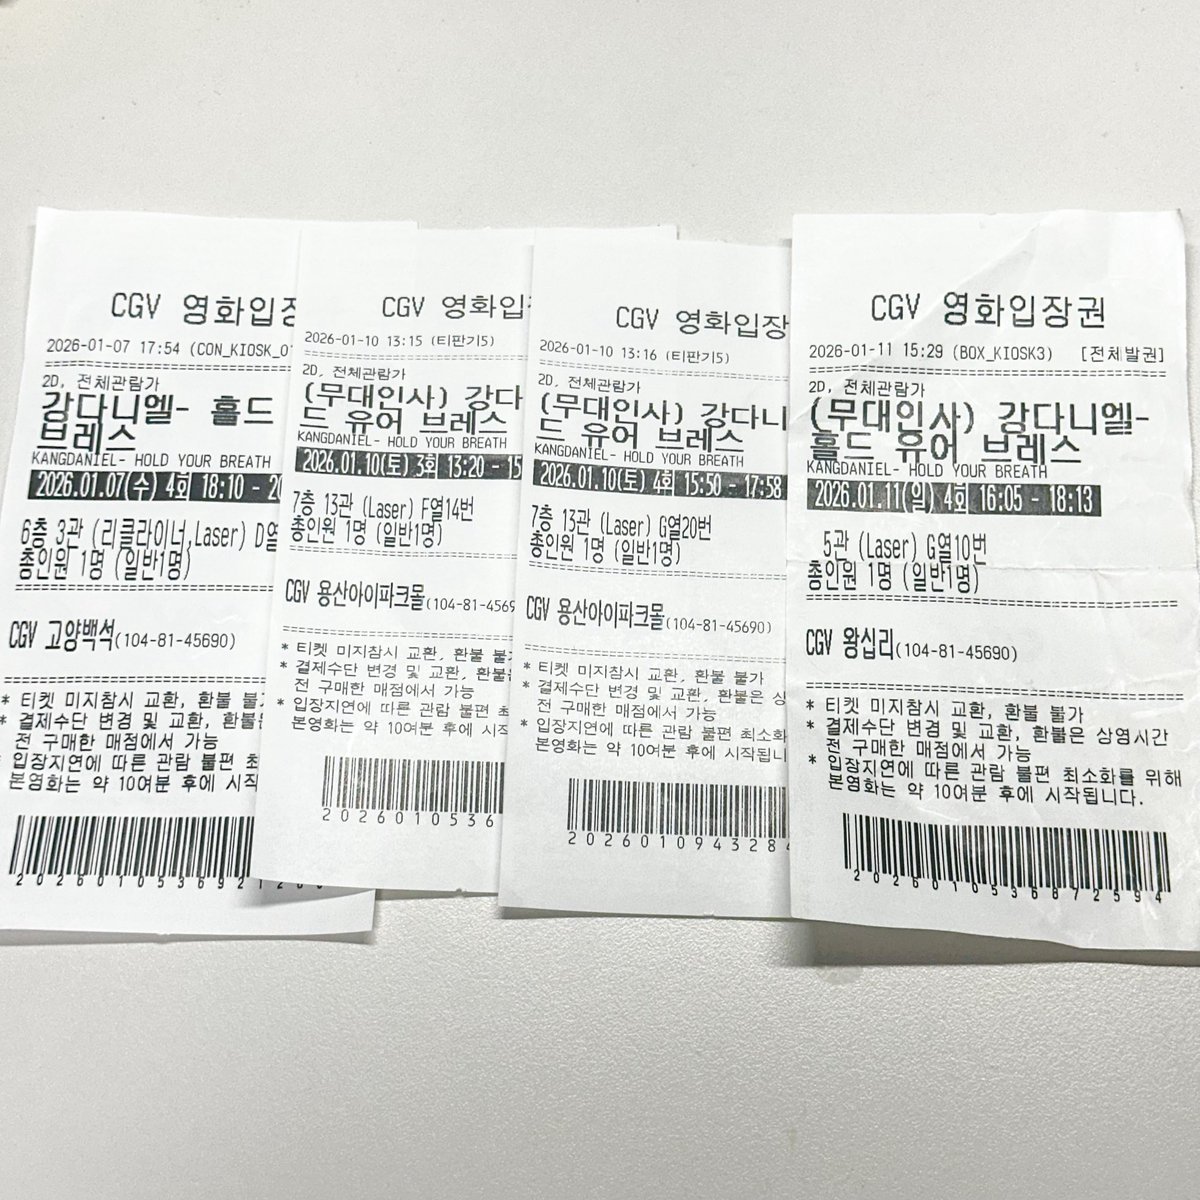 CGV 영화입장
2026-01-07 17:54 (CON_KIOSK_01
2D, 전체관람가
강다니엘- 홀드
브레스
KANGDANIEL- HOLD YOUR BREATH
2026.01.07(수) 4회 18:10 - 20
6층 3관 (리클라이너,Laser) D열
총인원 1명 (일반1명)
CGV 고양백석(104-81-45690)
* 티켓 미지참시 교환, 환불 불가
* 결제수단 변경 및 교환, 환불은
전 구매한 매점에서 가능
* 입장지연에 따른 관람 불편 최
본영화는 약 10여분 후에 시작
CGV 영화입
2026-01-10 13:15 (티판기5)
2D, 전체관람가
(무대인사) 강다
드 유어 브레스
KANGDANIEL- HOLD YOUR BREATH
2026.01.10(토) 3회 13:20 - 15
7층 13관 (Laser) F열14번
총인원 1명 (일반1명)
CGV 용산아이파크몰(104-81-4569
* 티켓 미지참시 교환, 환불 불가
* 결제수단 변경 및 교환, 환불은
전 구매한 매점에서 가능
* 입장지연에 따른 관람 불편 최
본영화는 약 10여분 후에 시작
2026010536
CGV 영화입장
2026-01-10 13:16 (티판기5)
2D, 전체관람가
(무대인사) 강다니
드 유어 브레스
KANGDANIEL- HOLD YOUR BREATH
2026.01.10(토) 4회 15:50 - 17:58
7층 13관 (Laser) G열20번
총인원 1명 (일반1명)
CGV 용산아이파크몰(104-81-45690)
* 티켓 미지참시 교환, 환불 불가
* 결제수단 변경 및 교환, 환불은 상
전 구매한 매점에서 가능
* 입장지연에 따른 관람 불편 최소화
본영화는 약 10여분 후에 시작됩니
202601094328
CGV 영화입장권
2026-01-11 15:29 (BOX_KIOSK3) [전체발권]
2D, 전체관람가
(무대인사) 강다니엘-
홀드 유어 브레스
KANGDANIEL- HOLD YOUR BREATH
2026.01.11(일) 4회 16:05 - 18:13
5관 (Laser) G열10번
총인원 1명 (일반1명)
CGV 왕십리(104-81-45690)
* 티켓 미지참시 교환, 환불 불가
* 결제수단 변경 및 교환, 환불은 상영시간
전 구매한 매점에서 가능
* 입장지연에 따른 관람 불편 최소화를 위해
본영화는 약 10여분 후에 시작됩니다.
2026010536872594